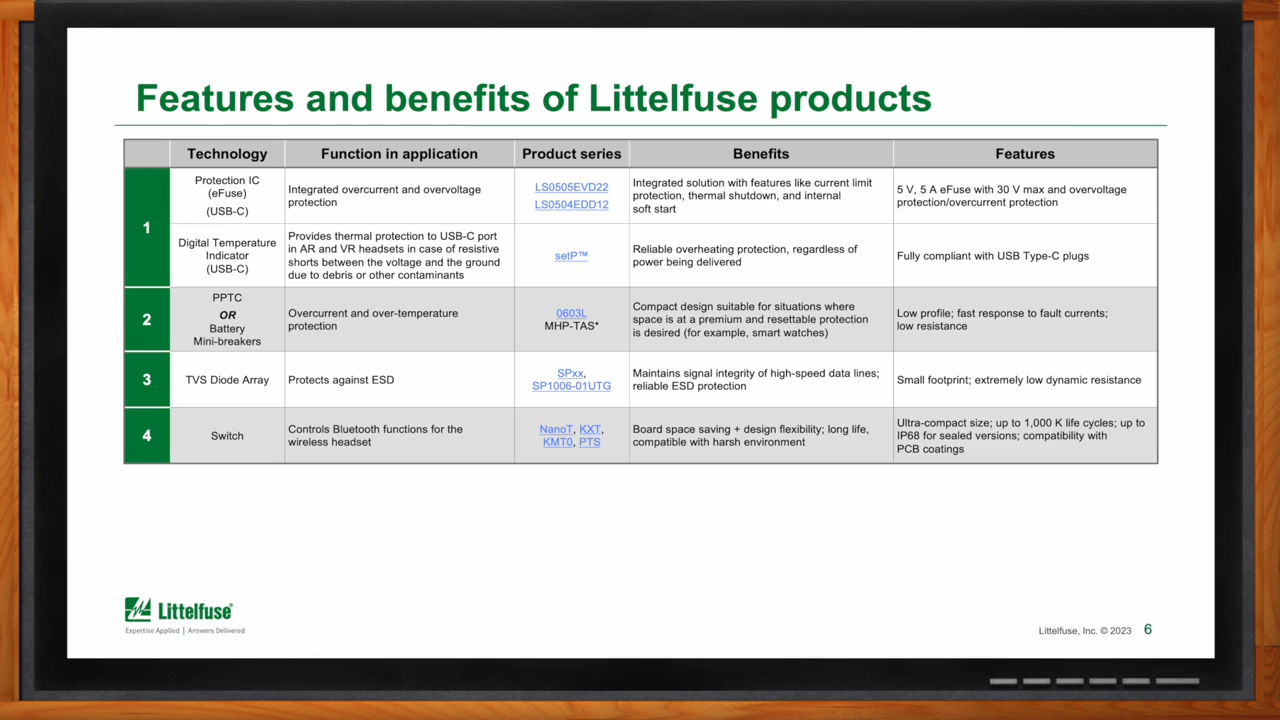 Features and benefits of Littelfuse products
Technology
Function in application
Product series
Benefits
Features
1
Protection IC
(eFuse)
(USB-C)
Integrated overcurrent and overvoltage
protection
LS0505EVD22
LS0504EDD12
Integrated solution with features like current limit
protection, thermal shutdown, and internal
soft start
5 V, 5 A eFuse with 30 V max and overvoltage
protection/overcurrent protection
Digital Temperature
Indicator
(USB-C)
Provides thermal protection to USB-C port
in AR and VR headsets in case of resistive
shorts between the voltage and the ground
due to debris or other contaminants
setP™
Reliable overheating protection, regardless of
power being delivered
Fully compliant with USB Type-C plugs
2
PPTC
OR
Battery
Mini-breakers
Overcurrent and over-temperature
protection
0603L
MHP-TAS*
Compact design suitable for situations where
space is at a premium and resettable protection
is desired (for example, smart watches)
Low profile; fast response to fault currents;
low resistance
3
TVS Diode Array
Protects against ESD
SPxx,
SP1006-01UTG
Maintains signal integrity of high-speed data lines;
reliable ESD protection
Small footprint; extremely low dynamic resistance
4
Switch
Controls Bluetooth functions for the
wireless headset
NanoT, KXT,
KMT0, PTS
Board space saving + design flexibility; long life,
compatible with harsh environment
Ultra-compact size; up to 1,000 K life cycles; up to
IP68 for sealed versions; compatibility with
PCB coatings
Littelfuse®
Expertise Applied | Answers Delivered
Littelfuse, Inc. © 2023 6